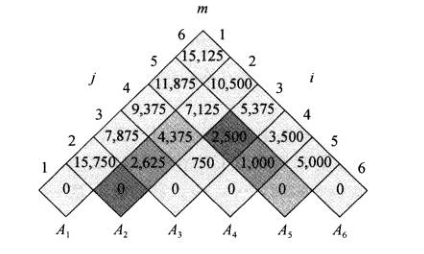 m
6 1
5 15,125 2
j 4 11,875 10,500 3 i
3 9,375 7,125 5,375 4
2 7,875 4,375 2,500 3,500 5
1 15,750 2,625 750 1,000 5,000 6
0 0 0 0 0 0
A1 A2 A3 A4 A5 A6